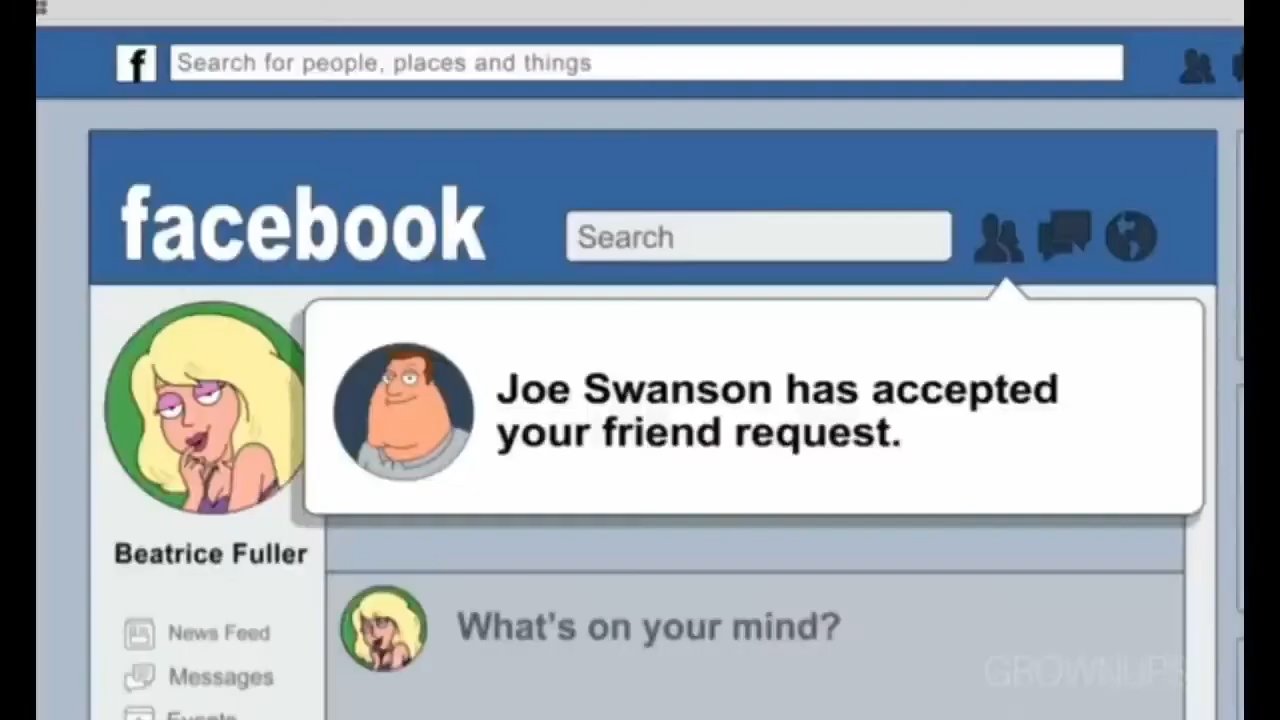 f
Search for people, places and things
facebook
Search
Joe Swanson has accepted
your friend request.
Beatrice Fuller
What's on your mind?
News Feed
Messages
Events
GROWNUPS